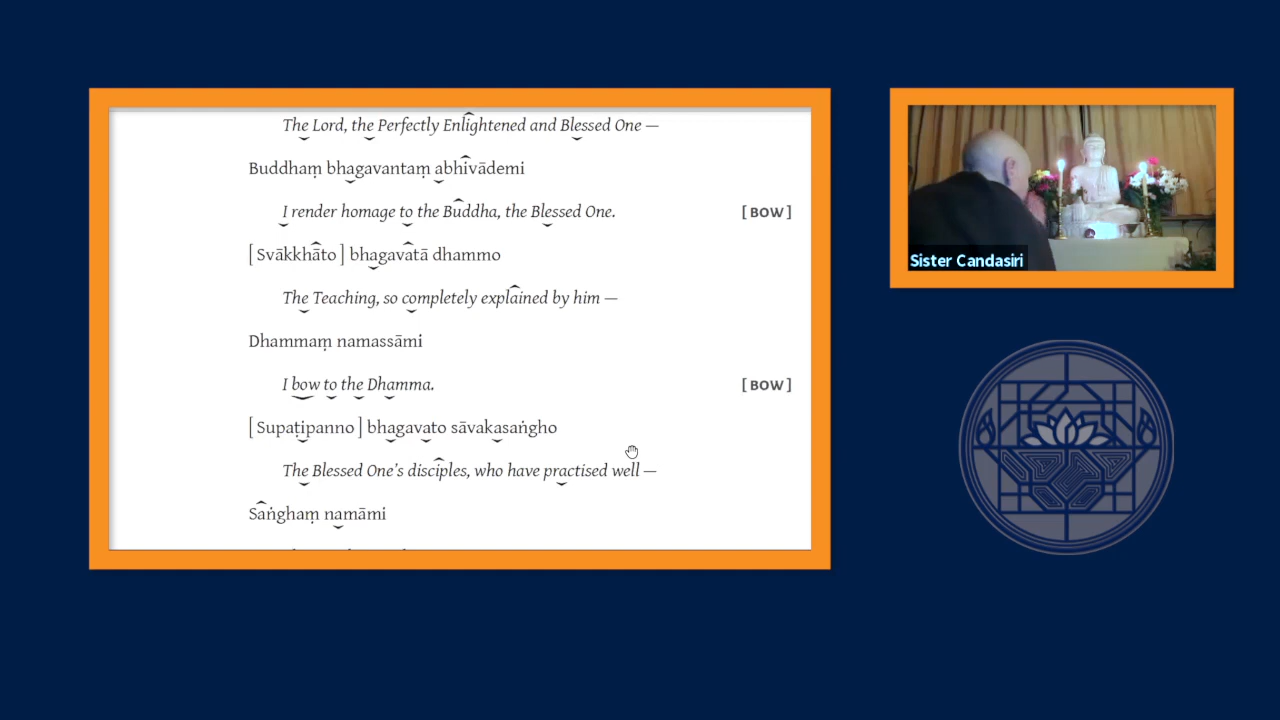 The Lord, the Perfectly Enlightened and Blessed One —
Buddhaṃ bhagavantaṃ abhivādemi
I render homage to the Buddha, the Blessed One. [BOW]
[Svākkhāto] bhagavatā dhammo
The Teaching, so completely explained by him —
Dhammaṃ namassāmi
I bow to the Dhamma. [BOW]
[Supaṭipanno] bhagavato sāvakasaṅgho
The Blessed One’s disciples, who have practised well —
Saṅghaṃ namāmi
Sister Candasiri